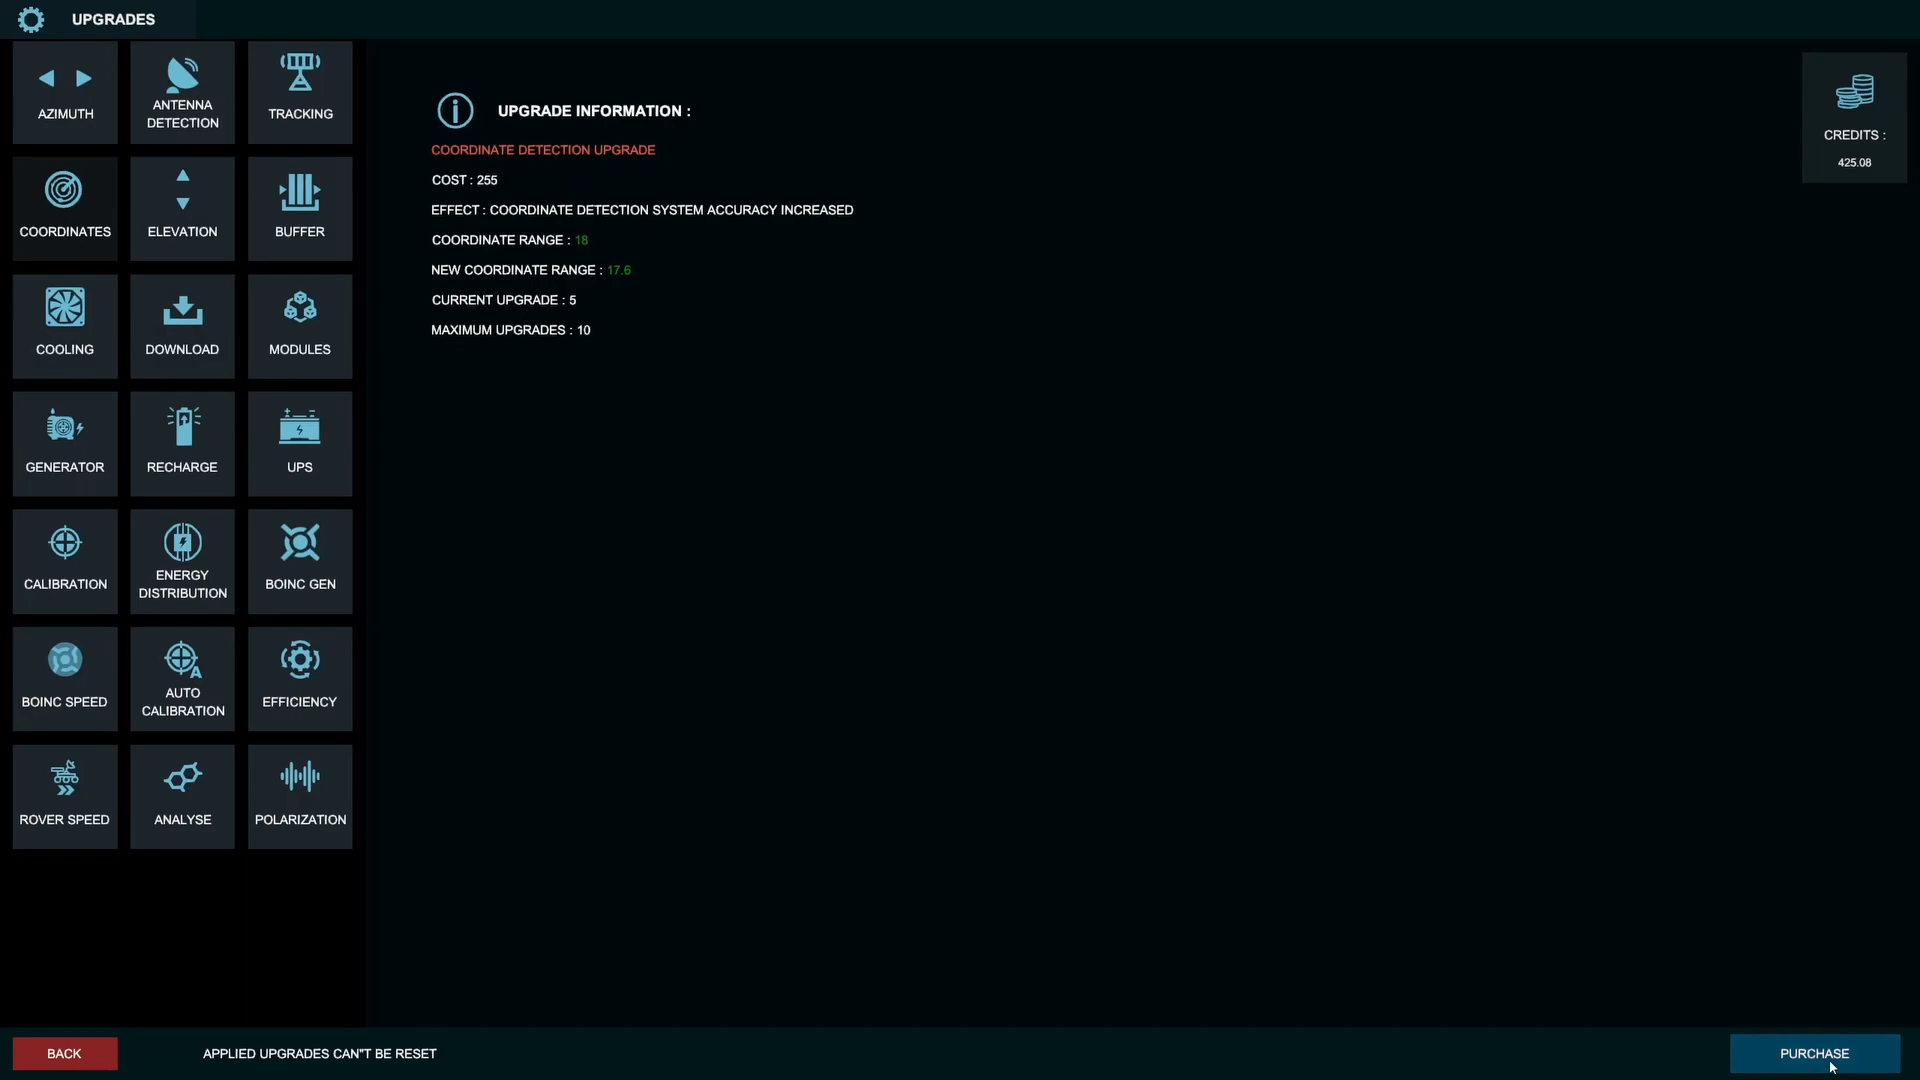 UPGRADES
AZIMUTH
ANTENNA
DETECTION
TRACKING
COORDINATES
ELEVATION
BUFFER
COOLING
DOWNLOAD
MODULES
GENERATOR
RECHARGE
UPS
CALIBRATION
ENERGY
DISTRIBUTION
BOINC GEN
BOINC SPEED
AUTO
CALIBRATION
EFFICIENCY
ROVER SPEED
ANALYSE
POLARIZATION
UPGRADE INFORMATION :
COORDINATE DETECTION UPGRADE
COST : 255
EFFECT : COORDINATE DETECTION SYSTEM ACCURACY INCREASED
COORDINATE RANGE : 18
NEW COORDINATE RANGE : 17.6
CURRENT UPGRADE : 5
MAXIMUM UPGRADES : 10
CREDITS :
425.08
BACK
APPLIED UPGRADES CAN"T BE RESET
PURCHASE